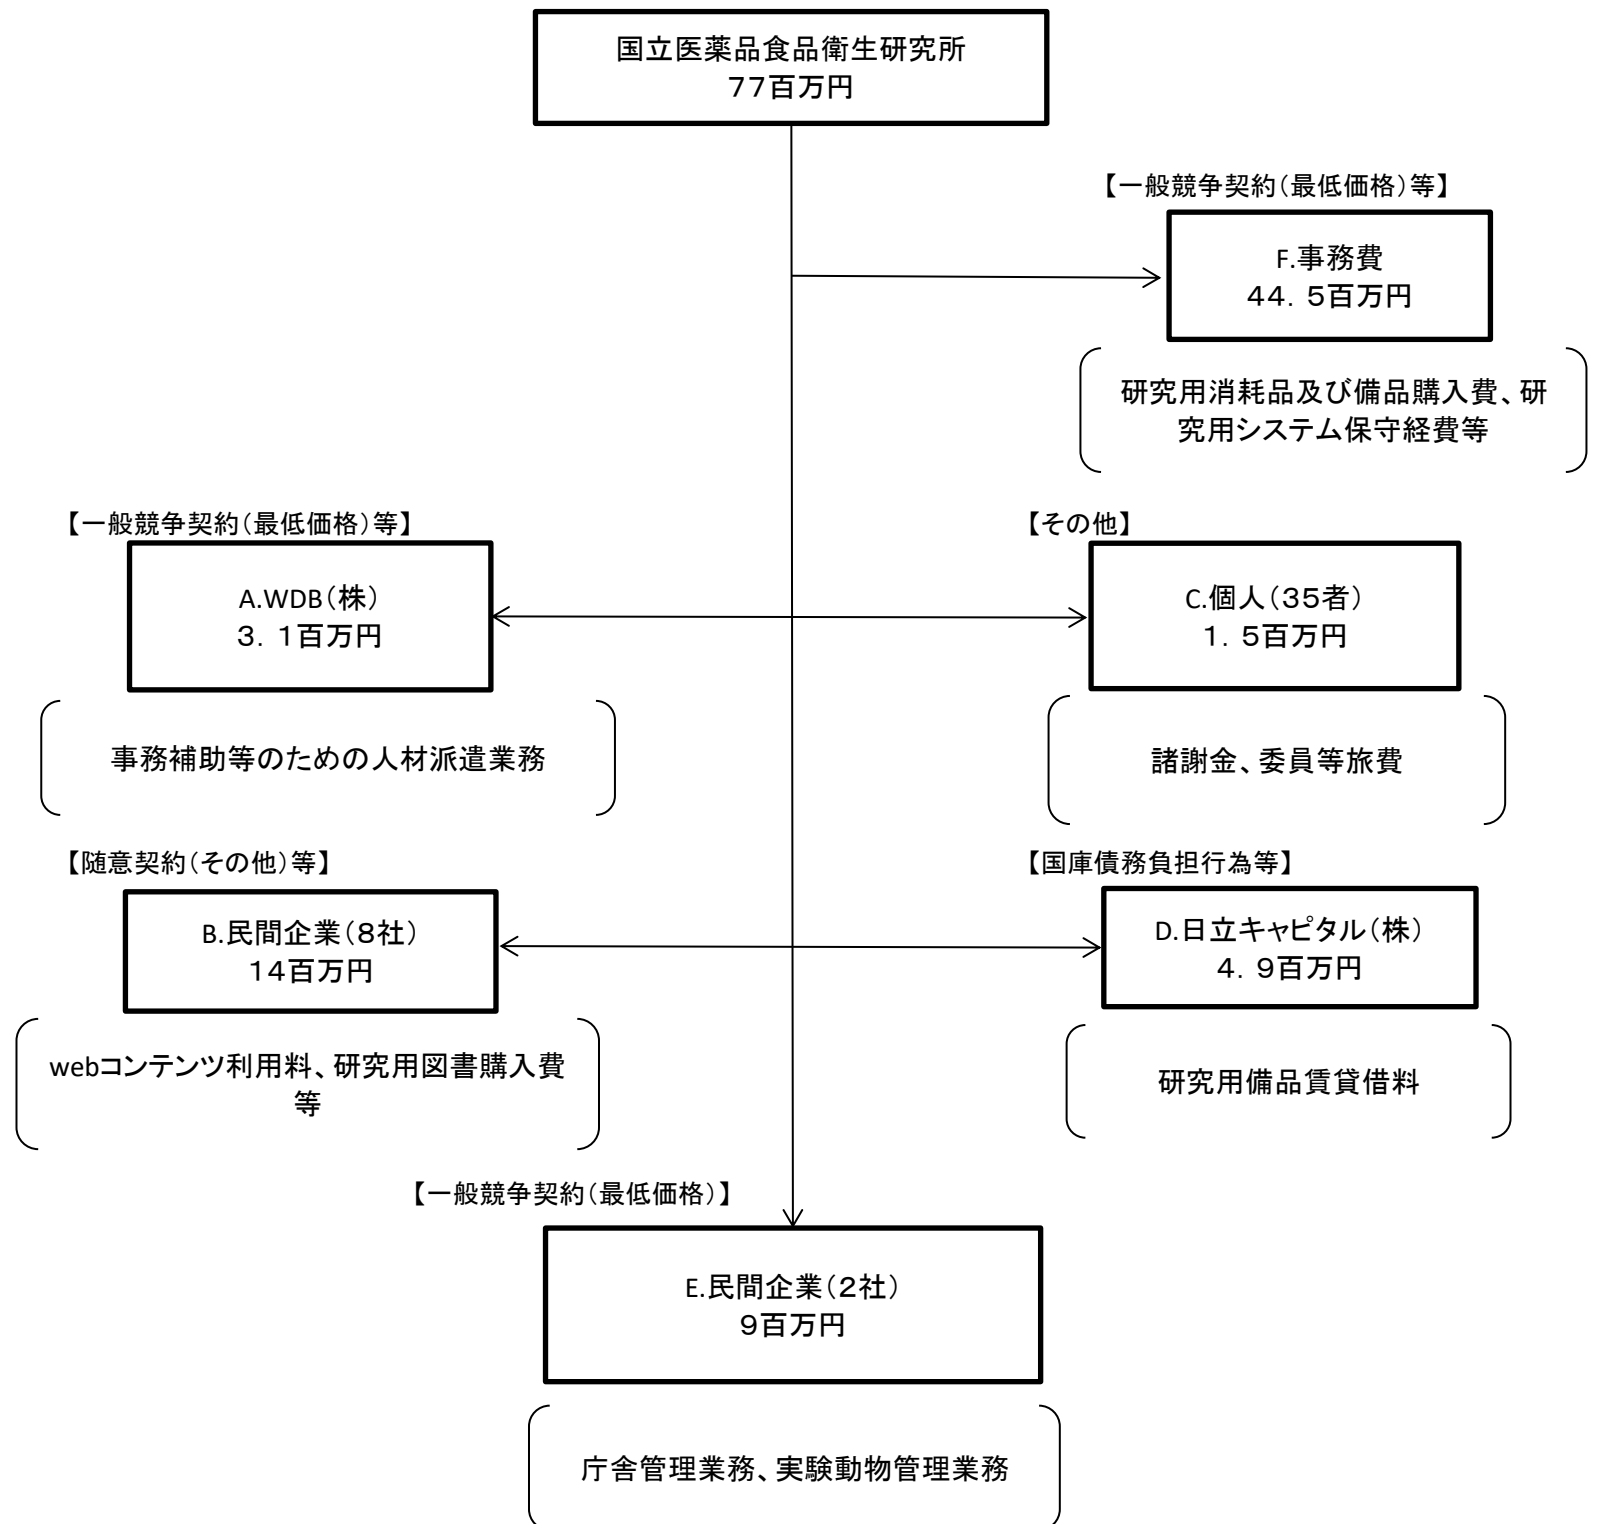 国立医薬品食品衛生研究所
７７百万円
【一般競争契約（最低価格）等】
F.事務費
４４．５百万円
研究用消耗品及び備品購入費、研
究用システム保守経費等
【一般競争契約（最低価格）等】
A.WDB（株）
３．１百万円
事務補助等のための人材派遣業務
【その他】
C.個人（３５者）
１．５百万円
諸謝金、委員等旅費
【随意契約（その他）等】
B.民間企業（８社）
１４百万円
webコンテンツ利用料、研究用図書購入費
等
【国庫債務負担行為等】
D.日立キャピタル（株）
４．９百万円
研究用備品賃貸借料
【一般競争契約（最低価格）】
E.民間企業（２社）
９百万円
庁舎管理業務、実験動物管理業務